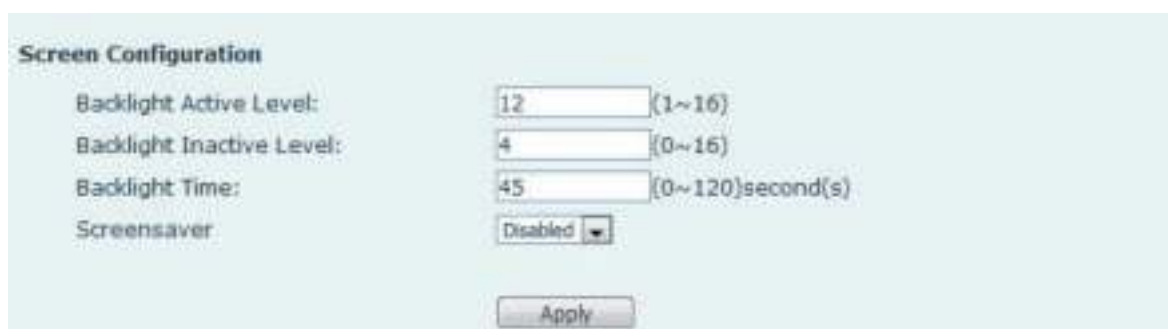 Screen Configuration
Backlight Active Level: 12 (1~16)
Backlight Inactive Level: 4 (0~16)
Backlight Time: 45 (0~120)second(s)
Screensaver Disabled
Apply